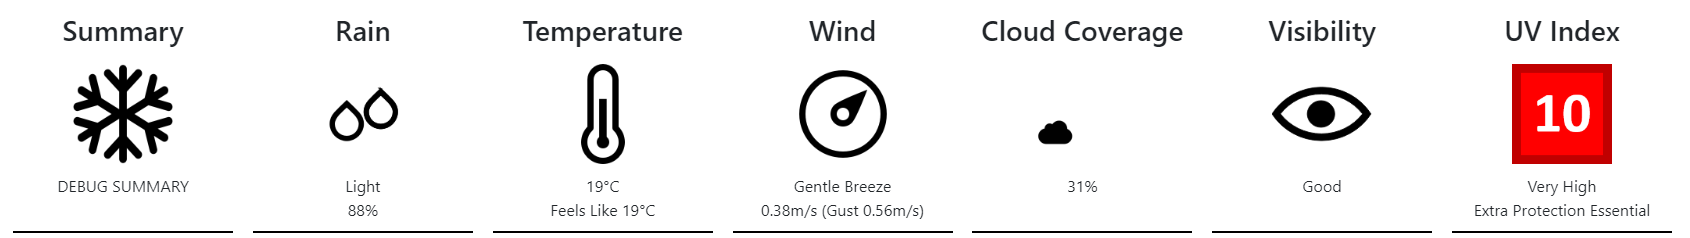 Summary
Rain
Temperature
Wind
Cloud Coverage
Visibility
UV Index
10
DEBUG SUMMARY
Light
88%
19°C
Feels Like 19°C
Gentle Breeze
0.38m/s (Gust 0.56m/s)
31%
Good
Very High
Extra Protection Essential